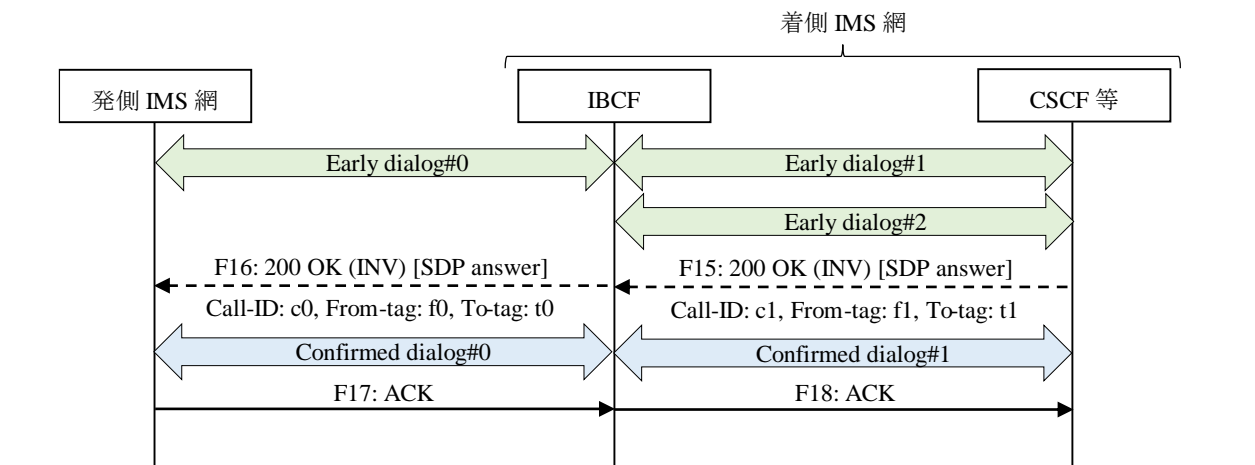 着側 IMS 網
発側 IMS 網
IBCF
CSCF 等
Early dialog#0
Early dialog#1
Early dialog#2
F16: 200 OK (INV) [SDP answer]
F15: 200 OK (INV) [SDP answer]
Call-ID: c0, From-tag: f0, To-tag: t0
Call-ID: c1, From-tag: f1, To-tag: t1
Confirmed dialog#0
Confirmed dialog#1
F17: ACK
F18: ACK